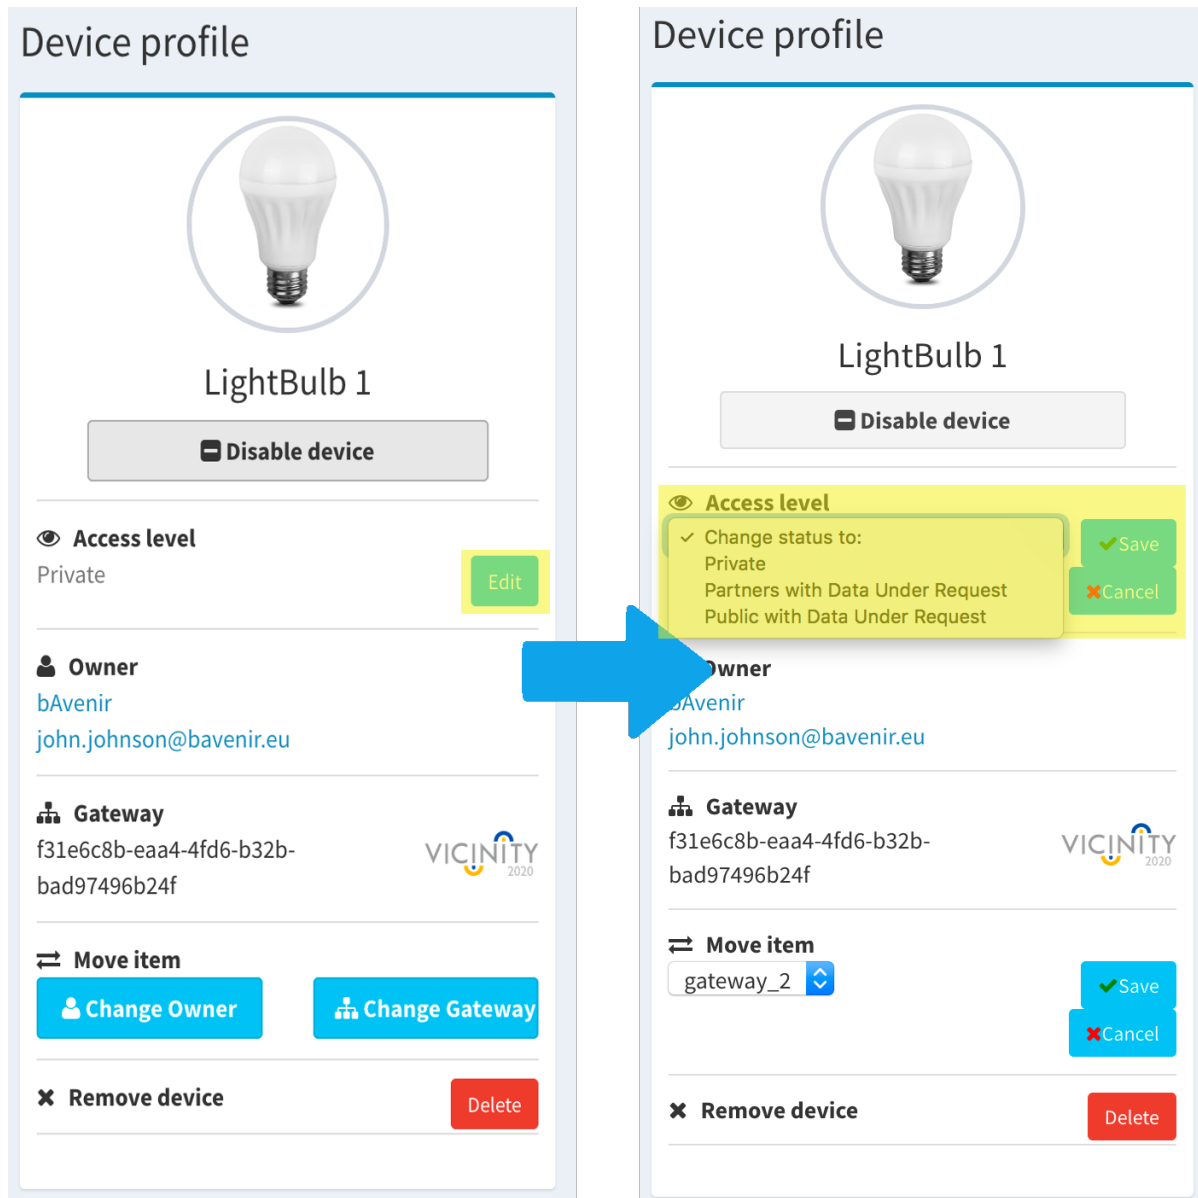 Device profile
LightBulb 1
Disable device
Access level
Private
Edit
Owner
bAvenir
john.johnson@bavenir.eu
Gateway
f31e6c8b-eaa4-4fd6-b32b-
bad97496b24f
VICINITY
2020
Move item
Change Owner
Change Gateway
Remove device
Delete
Device profile
LightBulb 1
Disable device
Access level
Change status to:
Private
Partners with Data Under Request
Public with Data Under Request
Save
Cancel
Owner
bAvenir
john.johnson@bavenir.eu
Gateway
f31e6c8b-eaa4-4fd6-b32b-
bad97496b24f
VICINITY
2020
Move item
gateway_2
Save
Cancel
Remove device
Delete